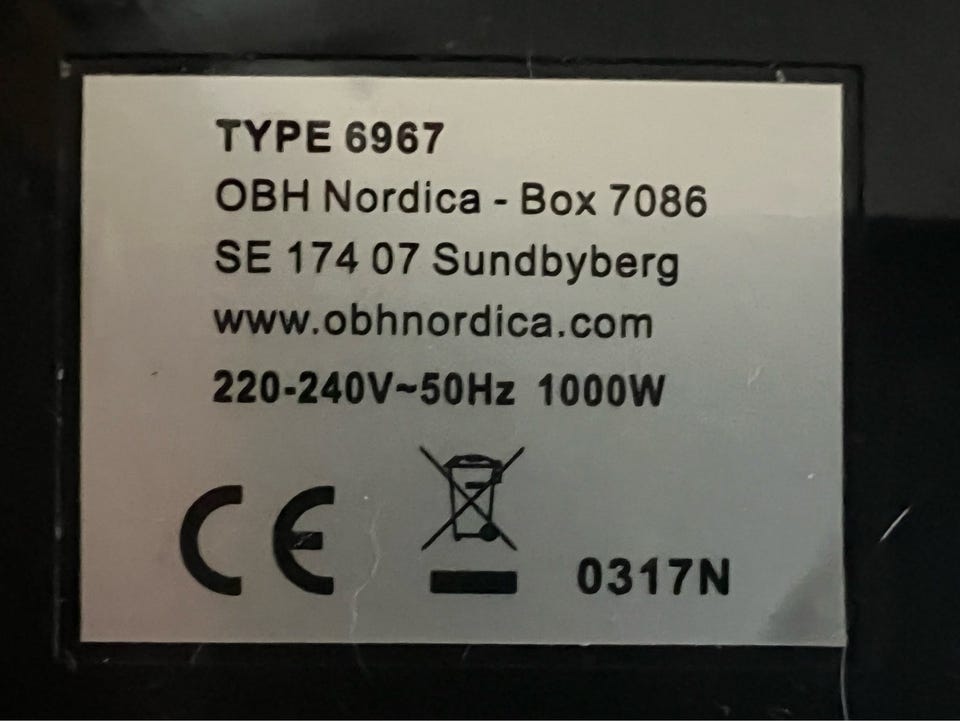 TYPE 6967
OBH Nordica - Box 7086
SE 174 07 Sundbyberg
www.obhnordica.com
220-240V~50Hz 1000W
CE
0317N